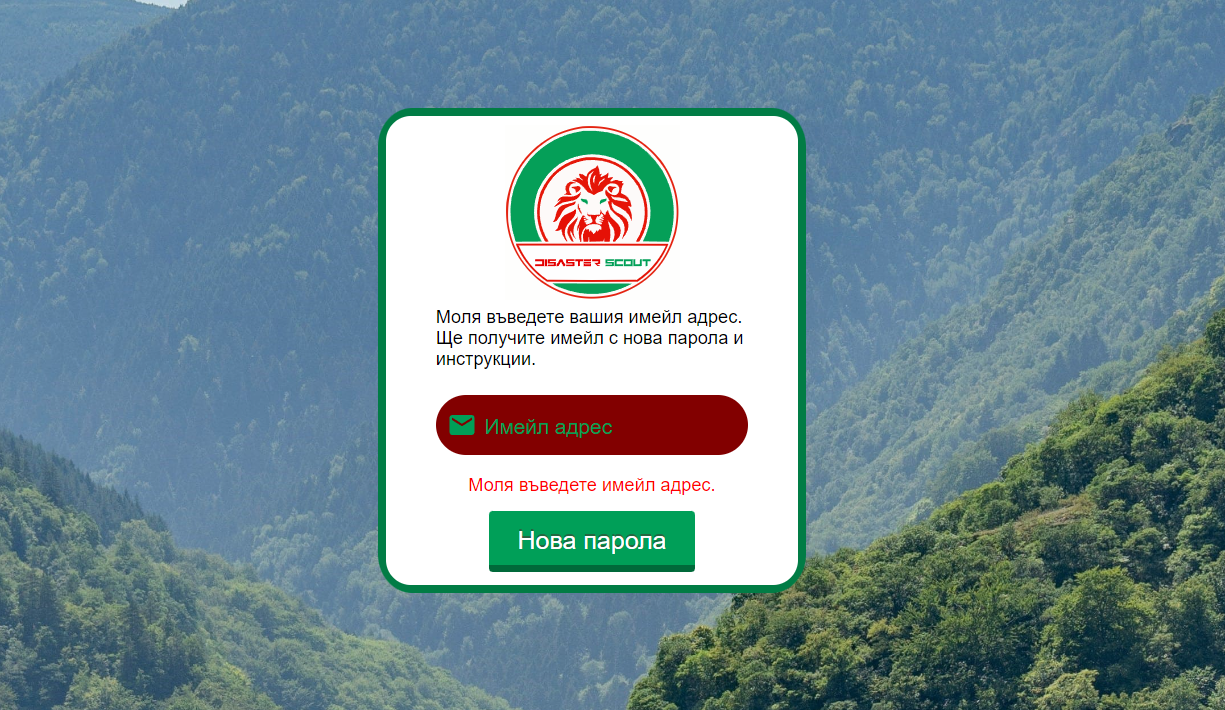 DISASTER SCOUT
Моля въведете вашия имейл адрес.
Ще получите имейл с нова парола и
инструкции.
Имейл адрес
Моля въведете имейл адрес.
Нова парола